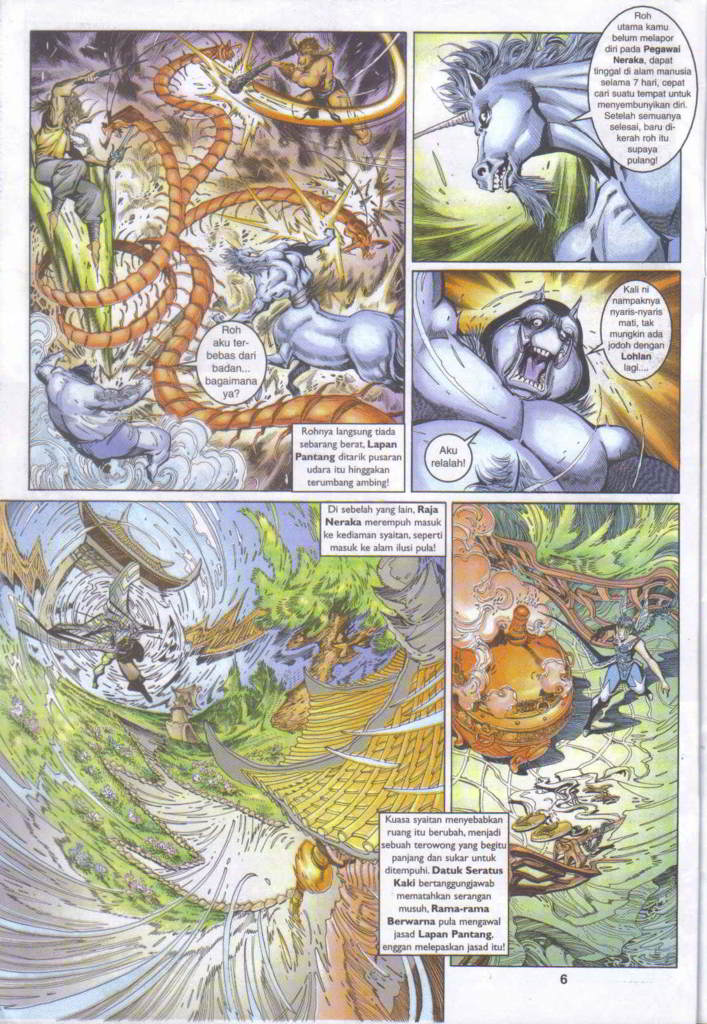 Roh
aku ter-
bebas dari
badan...
bagaimana
ya?
Rohnya langsung tiada
sebarang berat, Lapan
Pantang ditarik pusaran
udara itu hinggakan
terumbang ambing!
Roh
utama kamu
belum melapor
diri pada Pegawai
Neraka, dapat
tinggal di alam manusia
selama 7 hari, cepat
cari suatu tempat untuk
menyembunyikan diri.
Setelah semuanya
selesai, baru di-
kerah roh itu
supaya
pulang!
Kali ni
nampaknya
nyaris-nyaris
mati, tak
mungkin ada
jodoh dengan
Lohlan
lagi....
Aku
relalah!
Di sebelah yang lain, Raja
Neraka merempuh masuk
ke kediaman syaitan, seperti
masuk ke alam ilusi pula!
Kuasa syaitan menyebabkan
ruang itu berubah, menjadi
sebuah terowong yang begitu
panjang dan sukar untuk
ditempuhi. Datuk Seratus
Kaki bertanggungjawab
mematahkan serangan
musuh, Rama-rama
Berwarna pula mengawal
jasad Lapan Pantang,
enggan melepaskan jasad itu!
6